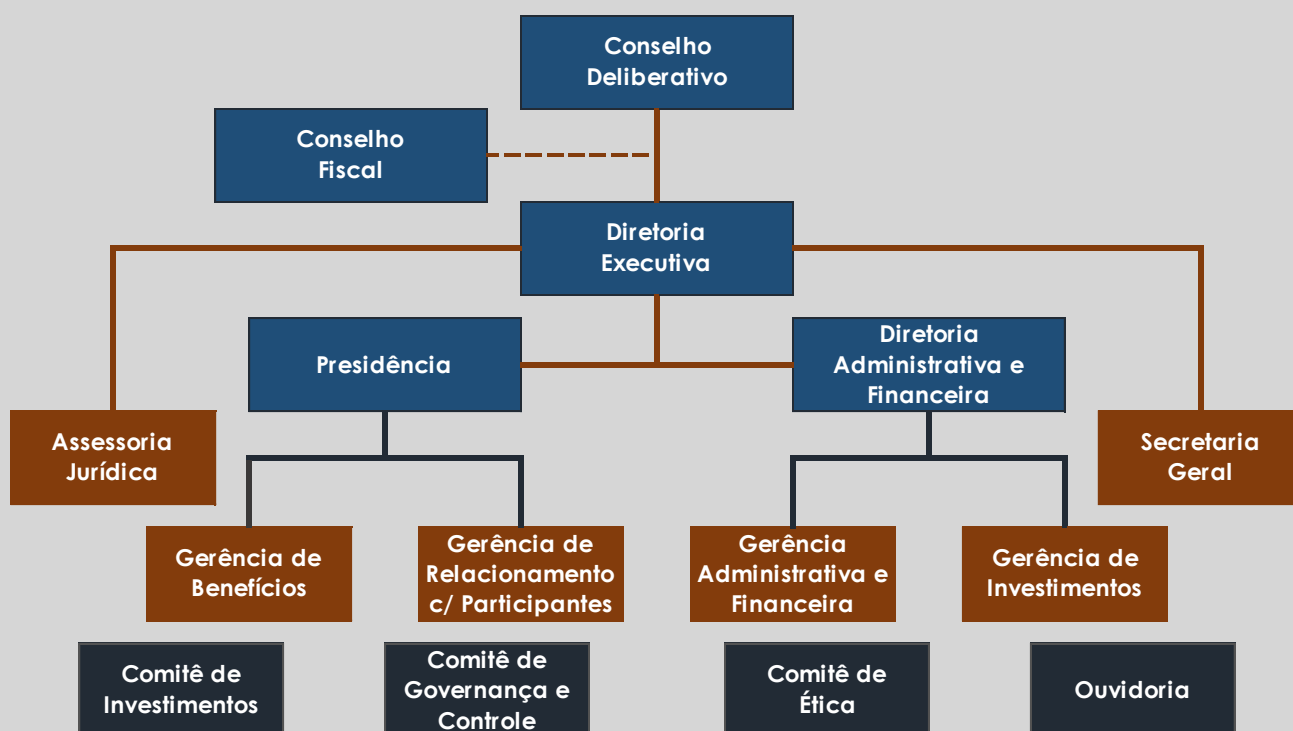 Conselho
Deliberativo
Conselho
Fiscal
Diretoria
Executiva
Presidência
Diretoria
Administrativa e
Financeira
Assessoria
Jurídica
Secretaria
Geral
Gerência de
Benefícios
Gerência de
Relacionamento
c/ Participantes
Gerência
Administrativa e
Financeira
Gerência de
Investimentos
Comitê de
Investimentos
Comitê de
Governança e
Controle
Comitê de
Ética
Ouvidoria